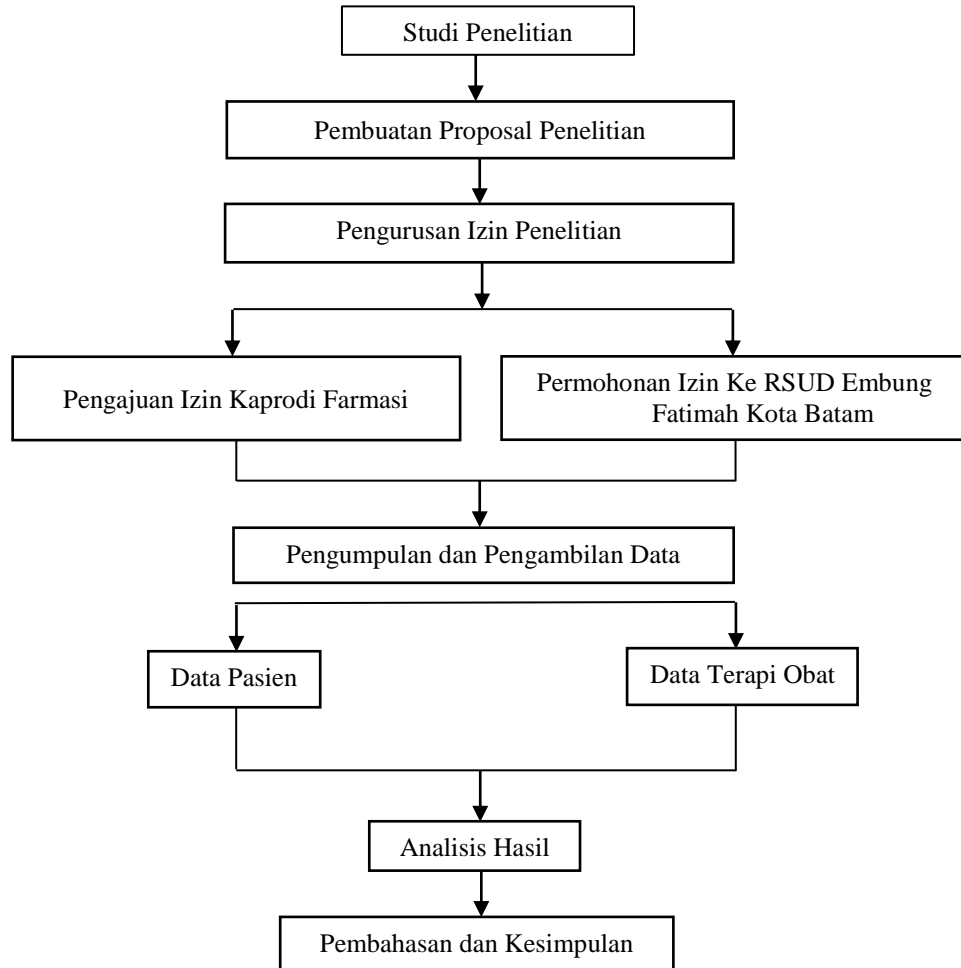 Studi Penelitian
Pembuatan Proposal Penelitian
Pengurusan Izin Penelitian
Pengajuan Izin Kaprodi Farmasi
Permohonan Izin Ke RSUD Embung
Fatimah Kota Batam
Pengumpulan dan Pengambilan Data
Data Pasien
Data Terapi Obat
Analisis Hasil
Pembahasan dan Kesimpulan